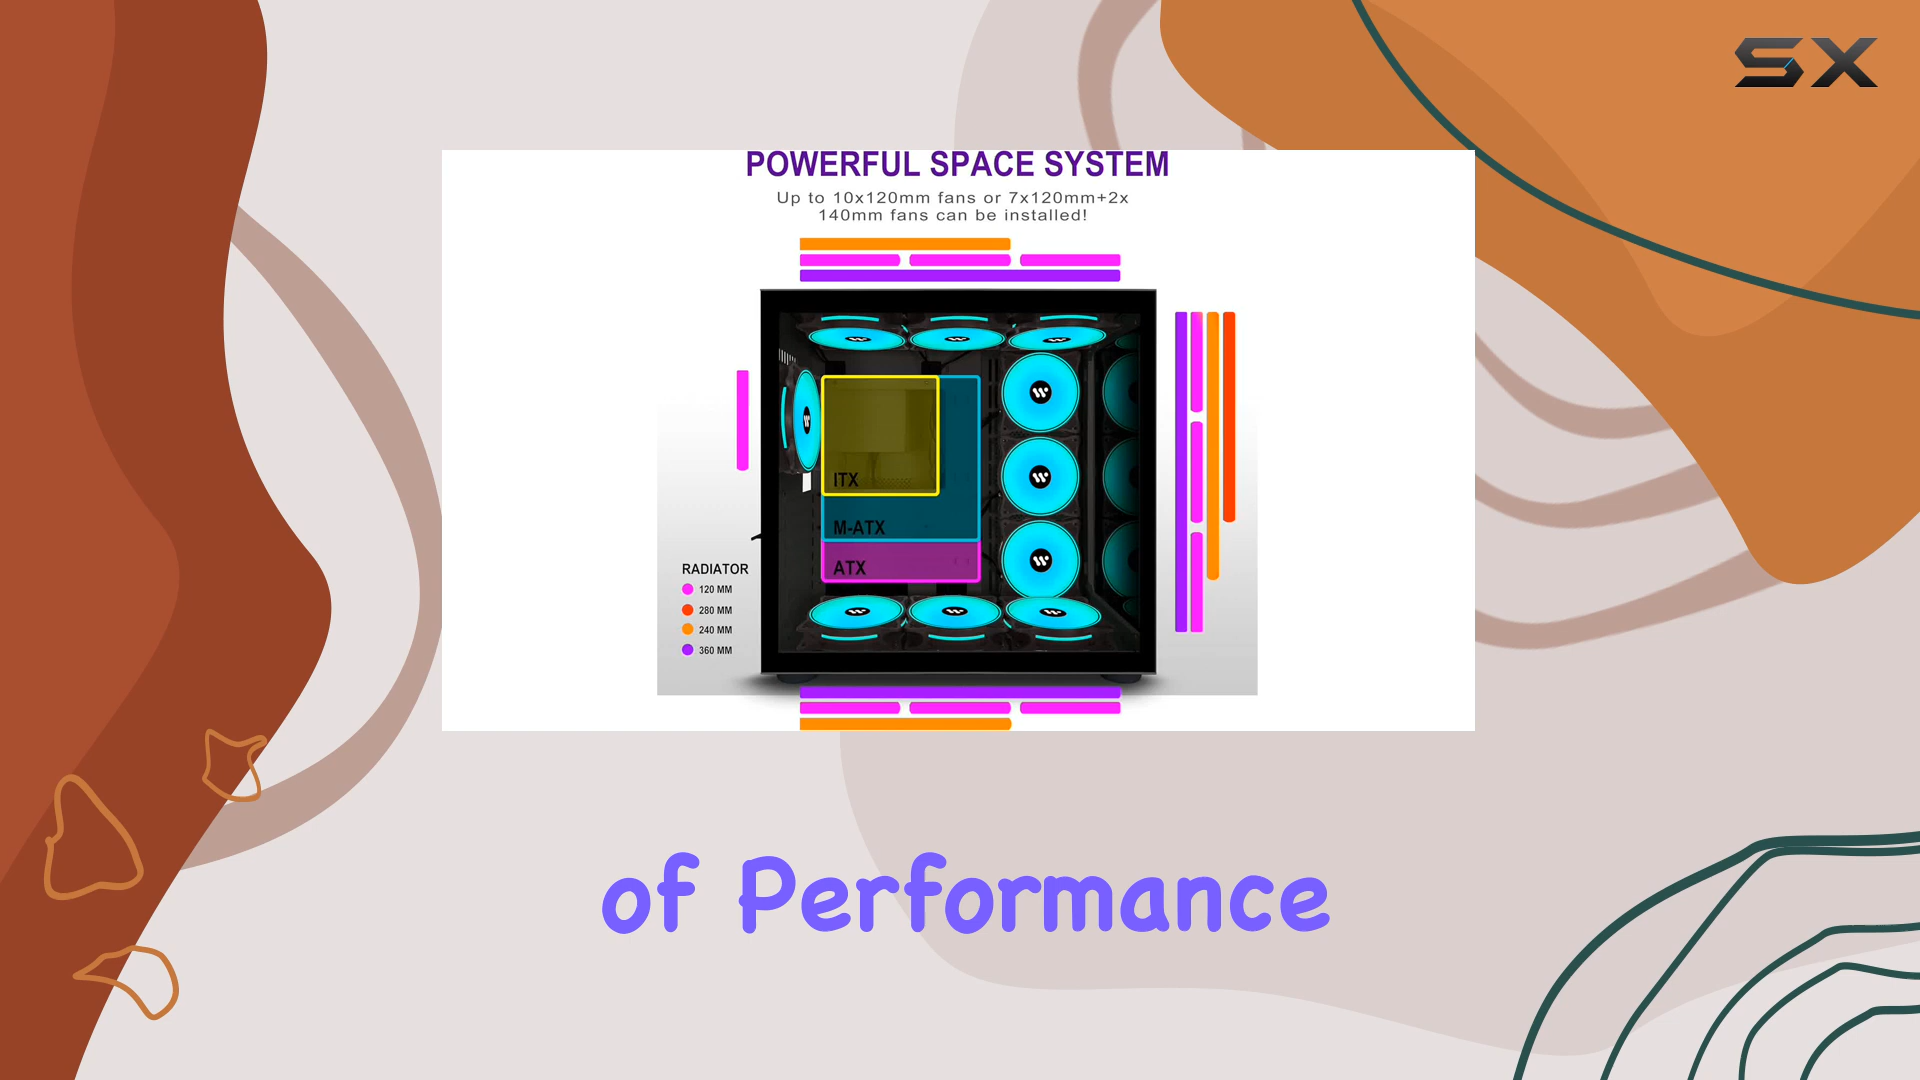 SX
POWERFUL SPACE SYSTEM
Up to 10x120mm fans or 7x120mm+2x
140mm fans can be installed!
ITX
M-ATX
ATX
RADIATOR
120 MM
280 MM
240 MM
360 MM
of Performance